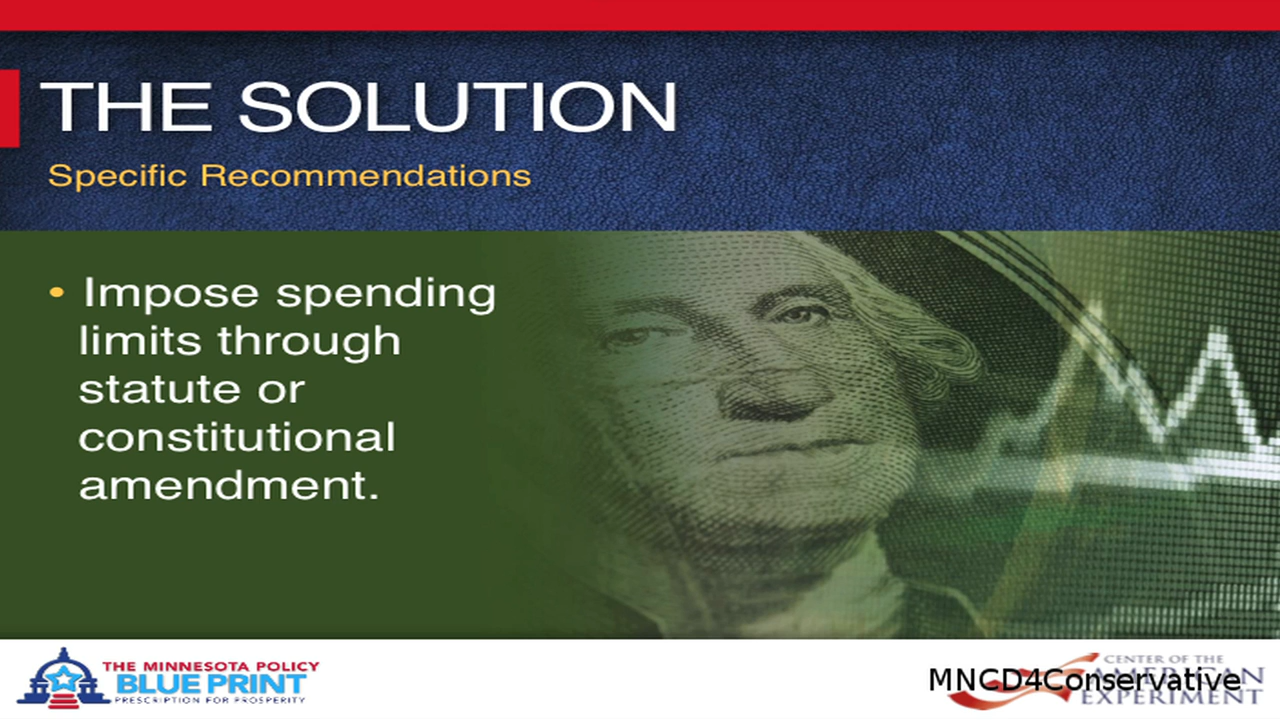 THE SOLUTION
Specific Recommendations
• Impose spending
limits through
statute or
constitutional
amendment.
THE MINNESOTA POLICY
BLUE PRINT
PRESCRIPTION FOR PROSPERITY
CENTER OF THE
AMERICAN
EXPERIMENT
MNCD4Conservative